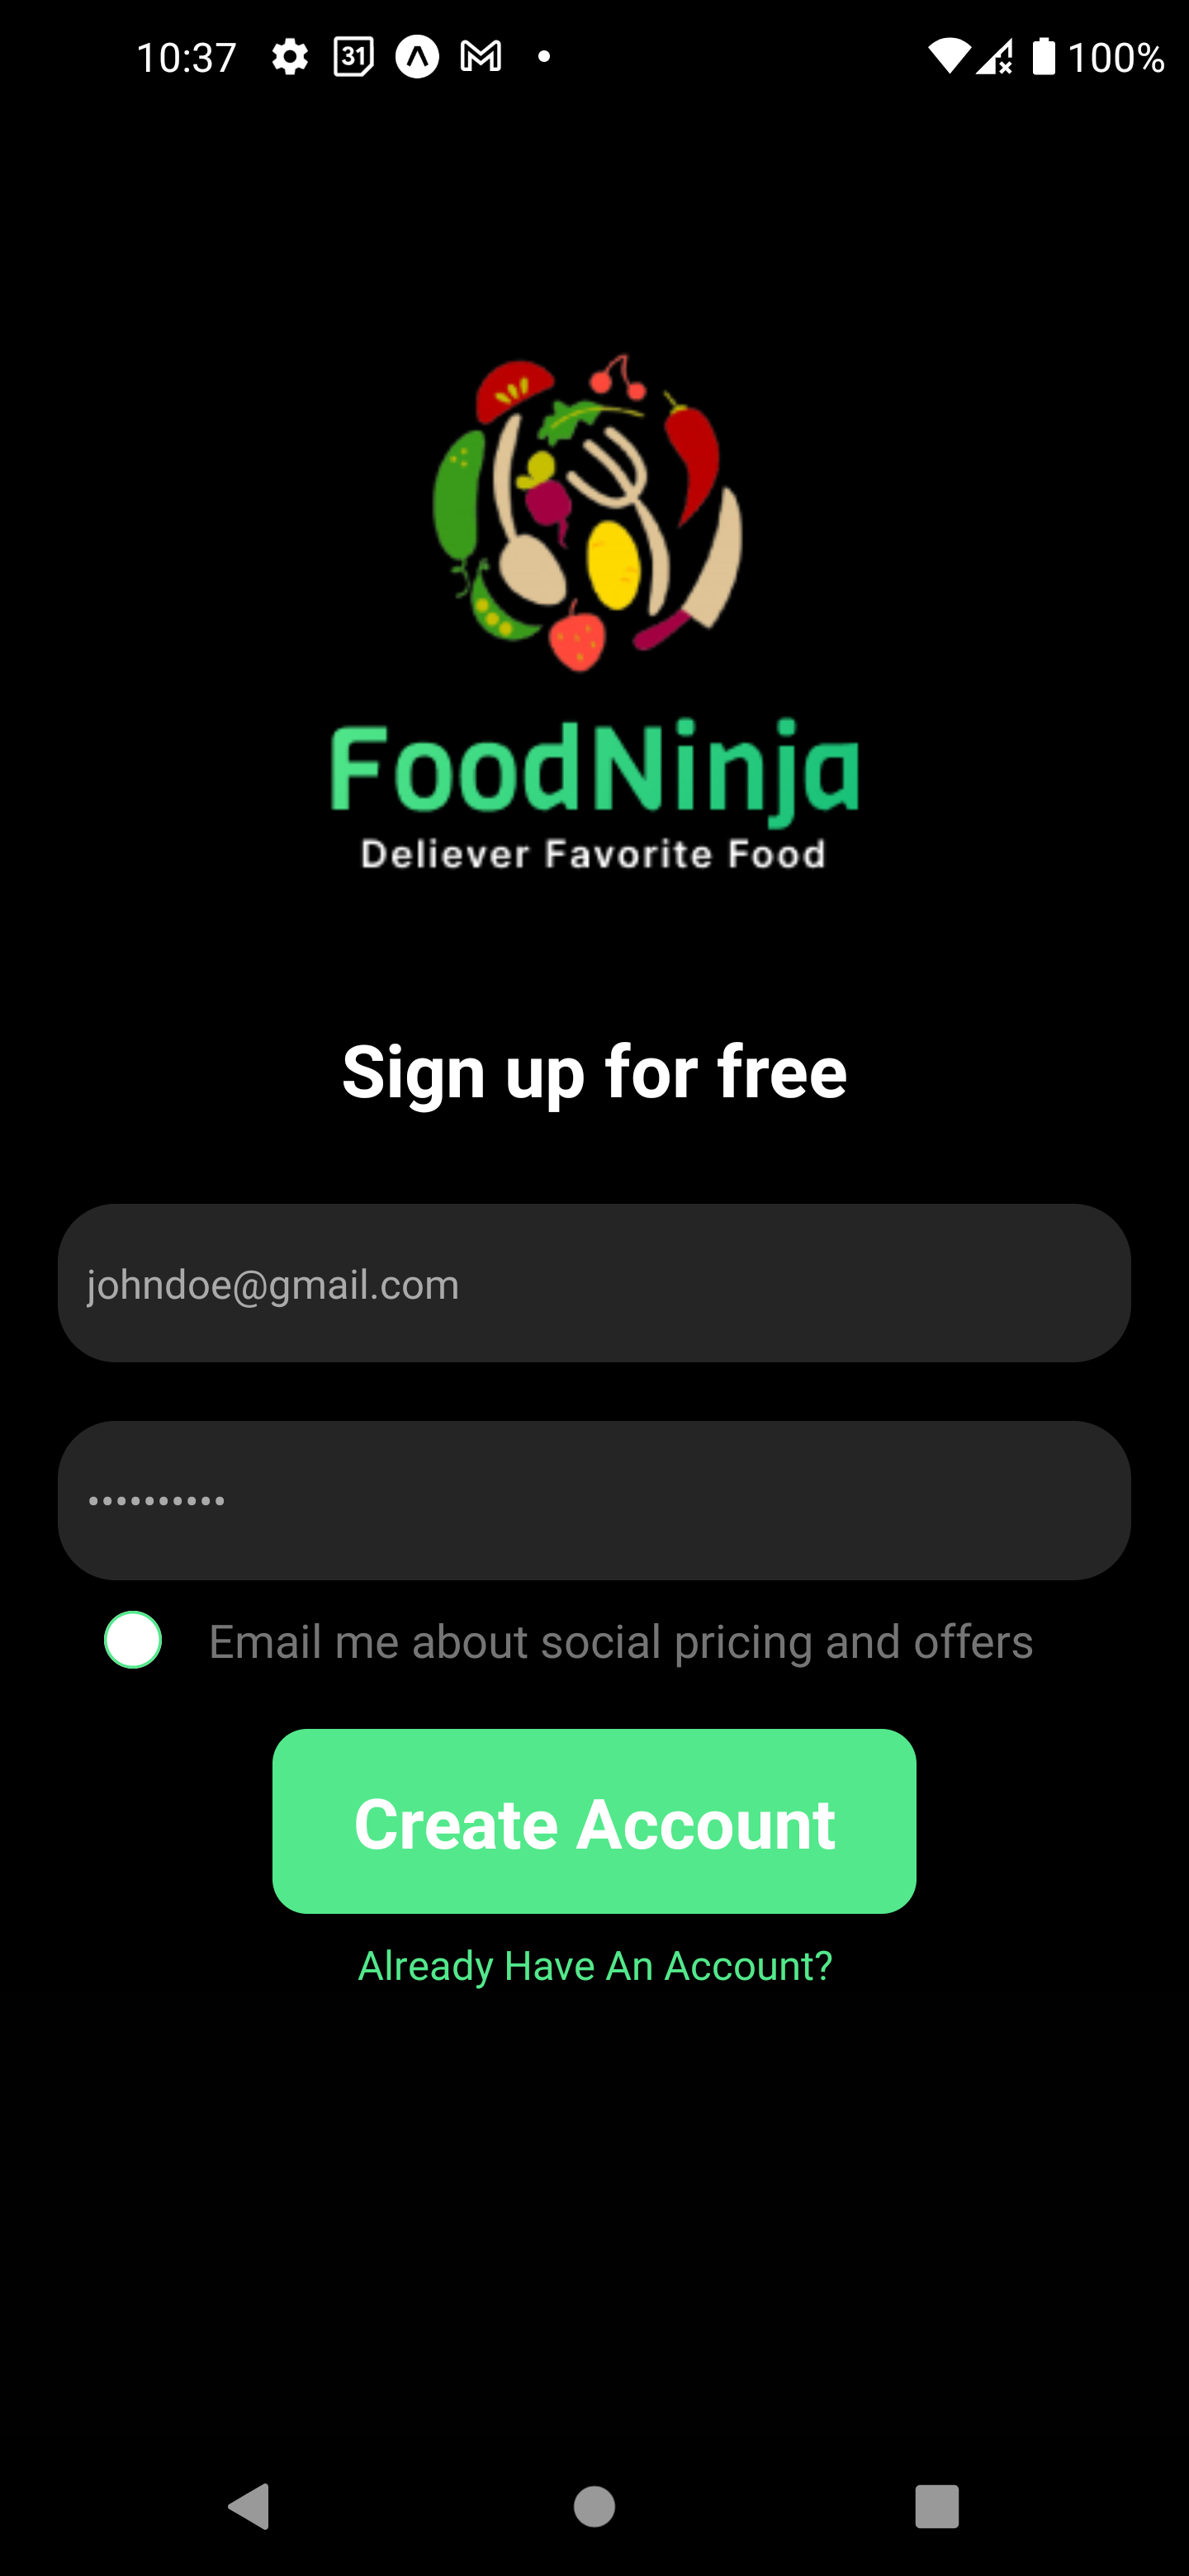 10:37 31 100%
FoodNinja
Deliever Favorite Food
Sign up for free
johndoe@gmail.com
••••••••••
Email me about social pricing and offers
Create Account
Already Have An Account?